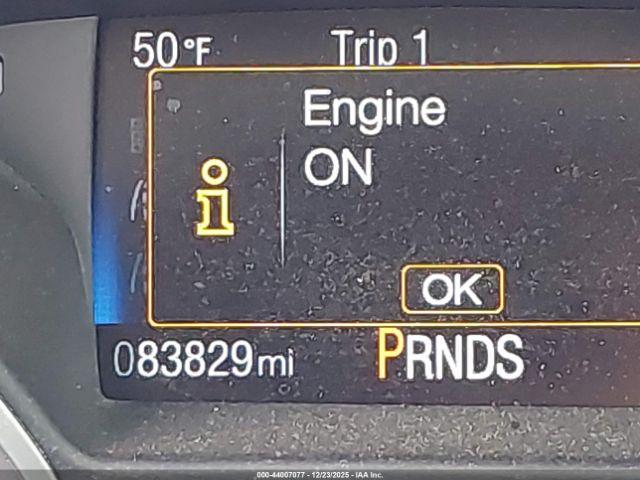 50°F Trip 1
Engine
ON
i
OK
083829mi PRNDS
000-44007077 - 12/23/2025 - IAA Inc.